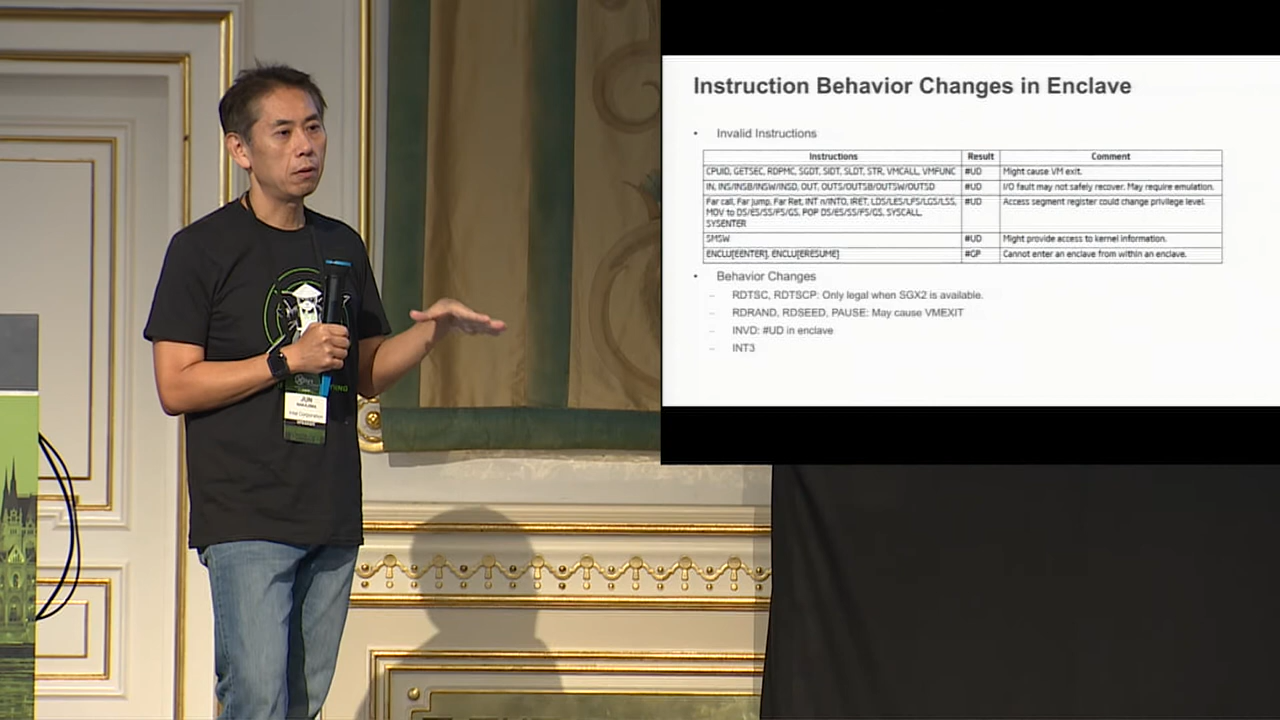 Instruction Behavior Changes in Enclave
• Invalid Instructions
Instructions Result Comment
CPUID, GETSEC, RDPMC, SGDT, SIDT, SLDT, STR, VMCALL, VMFUNC #UD Might cause VM exit.
IN, INS/INSB/INSW/INSD, OUT, OUTS/OUTSB/OUTSW/OUTSD #UD I/O fault may not safely recover. May require emulation.
Far call, Far jump, Far Ret, INT n/INTO, IRET, LDS/LES/LFS/LGS/LSS, #UD Access segment register could change privilege level.
MOV to DS/ES/SS/FS/GS, POP DS/ES/SS/FS/GS, SYSCALL,
SYSENTER
SMSW #UD Might provide access to kernel information.
ENCLU[EENTER], ENCLU[ERESUME] #GP Cannot enter an enclave from within an enclave.
• Behavior Changes
– RDTSC, RDTSCP: Only legal when SGX2 is available.
– RDRAND, RDSEED, PAUSE: May cause VMEXIT
– INVD: #UD in enclave
– INT3
JUN
NAKAJIMA
Intel Corporation
SPEAKER